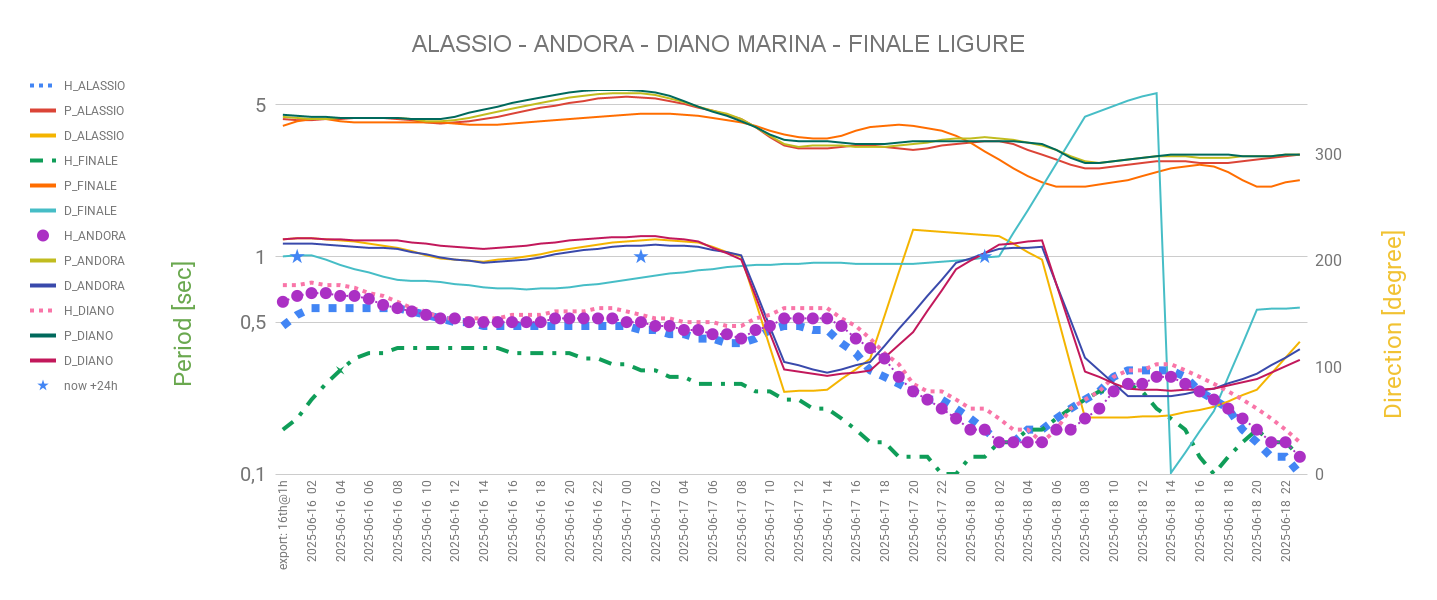 ALASSIO - ANDORA - DIANO MARINA - FINALE LIGURE
H_ALASSIO
P_ALASSIO
D_ALASSIO
H_FINALE
P_FINALE
D_FINALE
H_ANDORA
P_ANDORA
D_ANDORA
H_DIANO
P_DIANO
D_DIANO
now +24h
Period [sec]
5
1
0,5
0,1
300
200
100
0
Direction [degree]
export: 16th@1h
2025-06-16 02
2025-06-16 04
2025-06-16 06
2025-06-16 08
2025-06-16 10
2025-06-16 12
2025-06-16 14
2025-06-16 16
2025-06-16 18
2025-06-16 20
2025-06-16 22
2025-06-17 00
2025-06-17 02
2025-06-17 04
2025-06-17 06
2025-06-17 08
2025-06-17 10
2025-06-17 12
2025-06-17 14
2025-06-17 16
2025-06-17 18
2025-06-17 20
2025-06-17 22
2025-06-18 00
2025-06-18 02
2025-06-18 04
2025-06-18 06
2025-06-18 08
2025-06-18 10
2025-06-18 12
2025-06-18 14
2025-06-18 16
2025-06-18 18
2025-06-18 20
2025-06-18 22